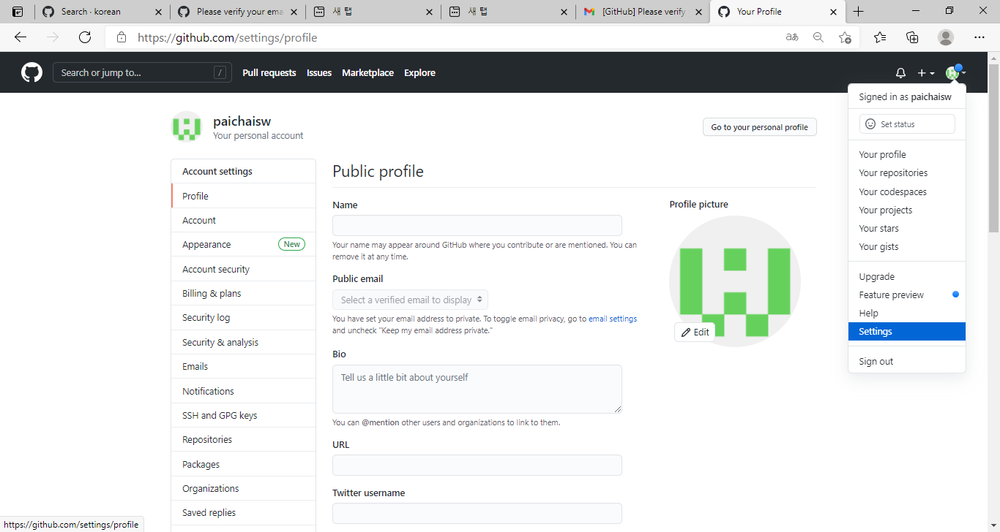 Search · korean
Please verify your ema
새 탭
새 탭
[GitHub] Please verify
Your Profile
https://github.com/settings/profile
aあ
Search or jump to...
/
Pull requests
Issues
Marketplace
Explore
Signed in as paichaisw
Set status
Your profile
Your repositories
Your codespaces
Your projects
Your stars
Your gists
Upgrade
Feature preview
Help
Settings
Sign out
paichaisw
Your personal account
Go to your personal profile
Account settings
Profile
Account
Appearance New
Account security
Billing & plans
Security log
Security & analysis
Emails
Notifications
SSH and GPG keys
Repositories
Packages
Organizations
Saved replies
Public profile
Name
Your name may appear around GitHub where you contribute or are mentioned. You can
remove it at any time.
Public email
Select a verified email to display
You have set your email address to private. To toggle email privacy, go to email settings
and uncheck "Keep my email address private."
Bio
Tell us a little bit about yourself
You can @mention other users and organizations to link to them.
URL
Twitter username
Profile picture
Edit
https://github.com/settings/profile